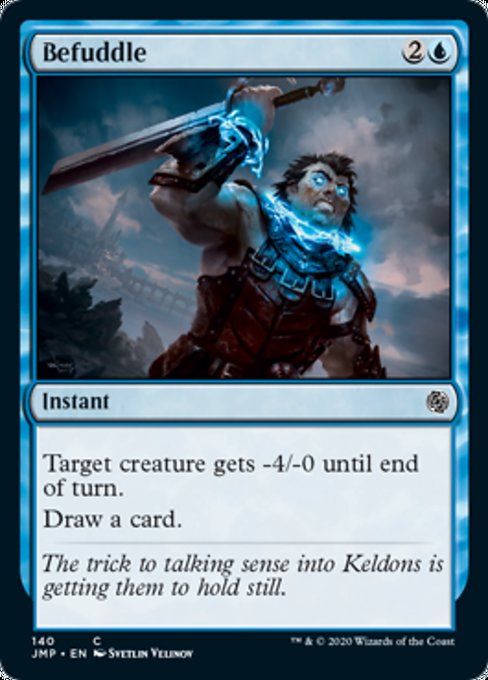 Befuddle 2
Instant
Target creature gets -4/-0 until end
of turn.
Draw a card.
The trick to talking sense into Keldons is
getting them to hold still.
140 C
™ & © 2020 Wizards of the Coast
JMP • EN Svetlin Velinov